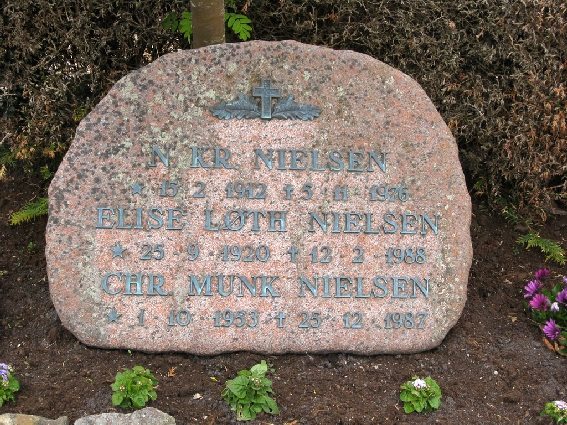 N KR. NIELSEN
★ 15 · 2 · 1912 ✝ 5 · 11 · 1976
ELISE LØTH NIELSEN
★ 25 · 9 · 1920 ✝ 12 · 2 · 1988
CHR. MUNK NIELSEN
★ 1 · 10 · 1953 ✝ 25 · 12 · 1987